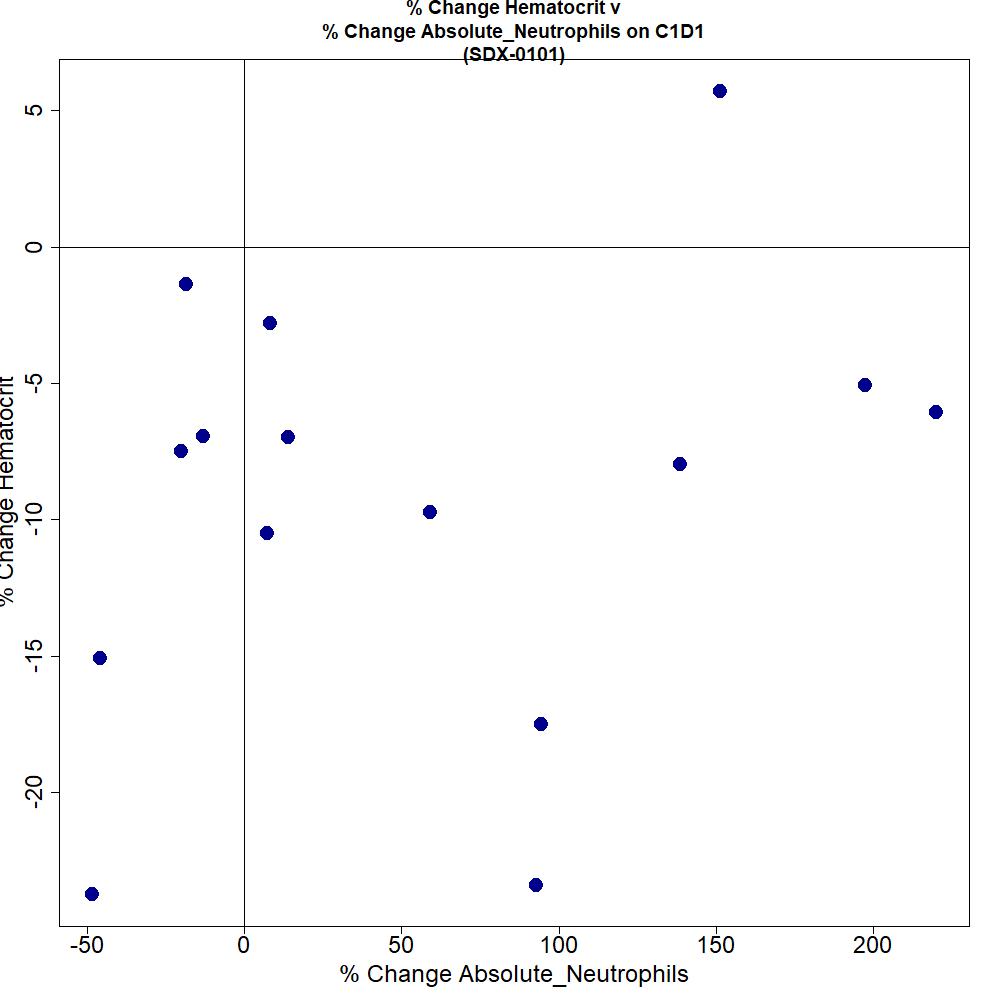 % Change Hematocrit v
% Change Absolute_Neutrophils on C1D1
(SDX-0101)
5
0
-5
-10
-15
-20
% Change Hematocrit
-50
0
50
100
150
200
% Change Absolute_Neutrophils